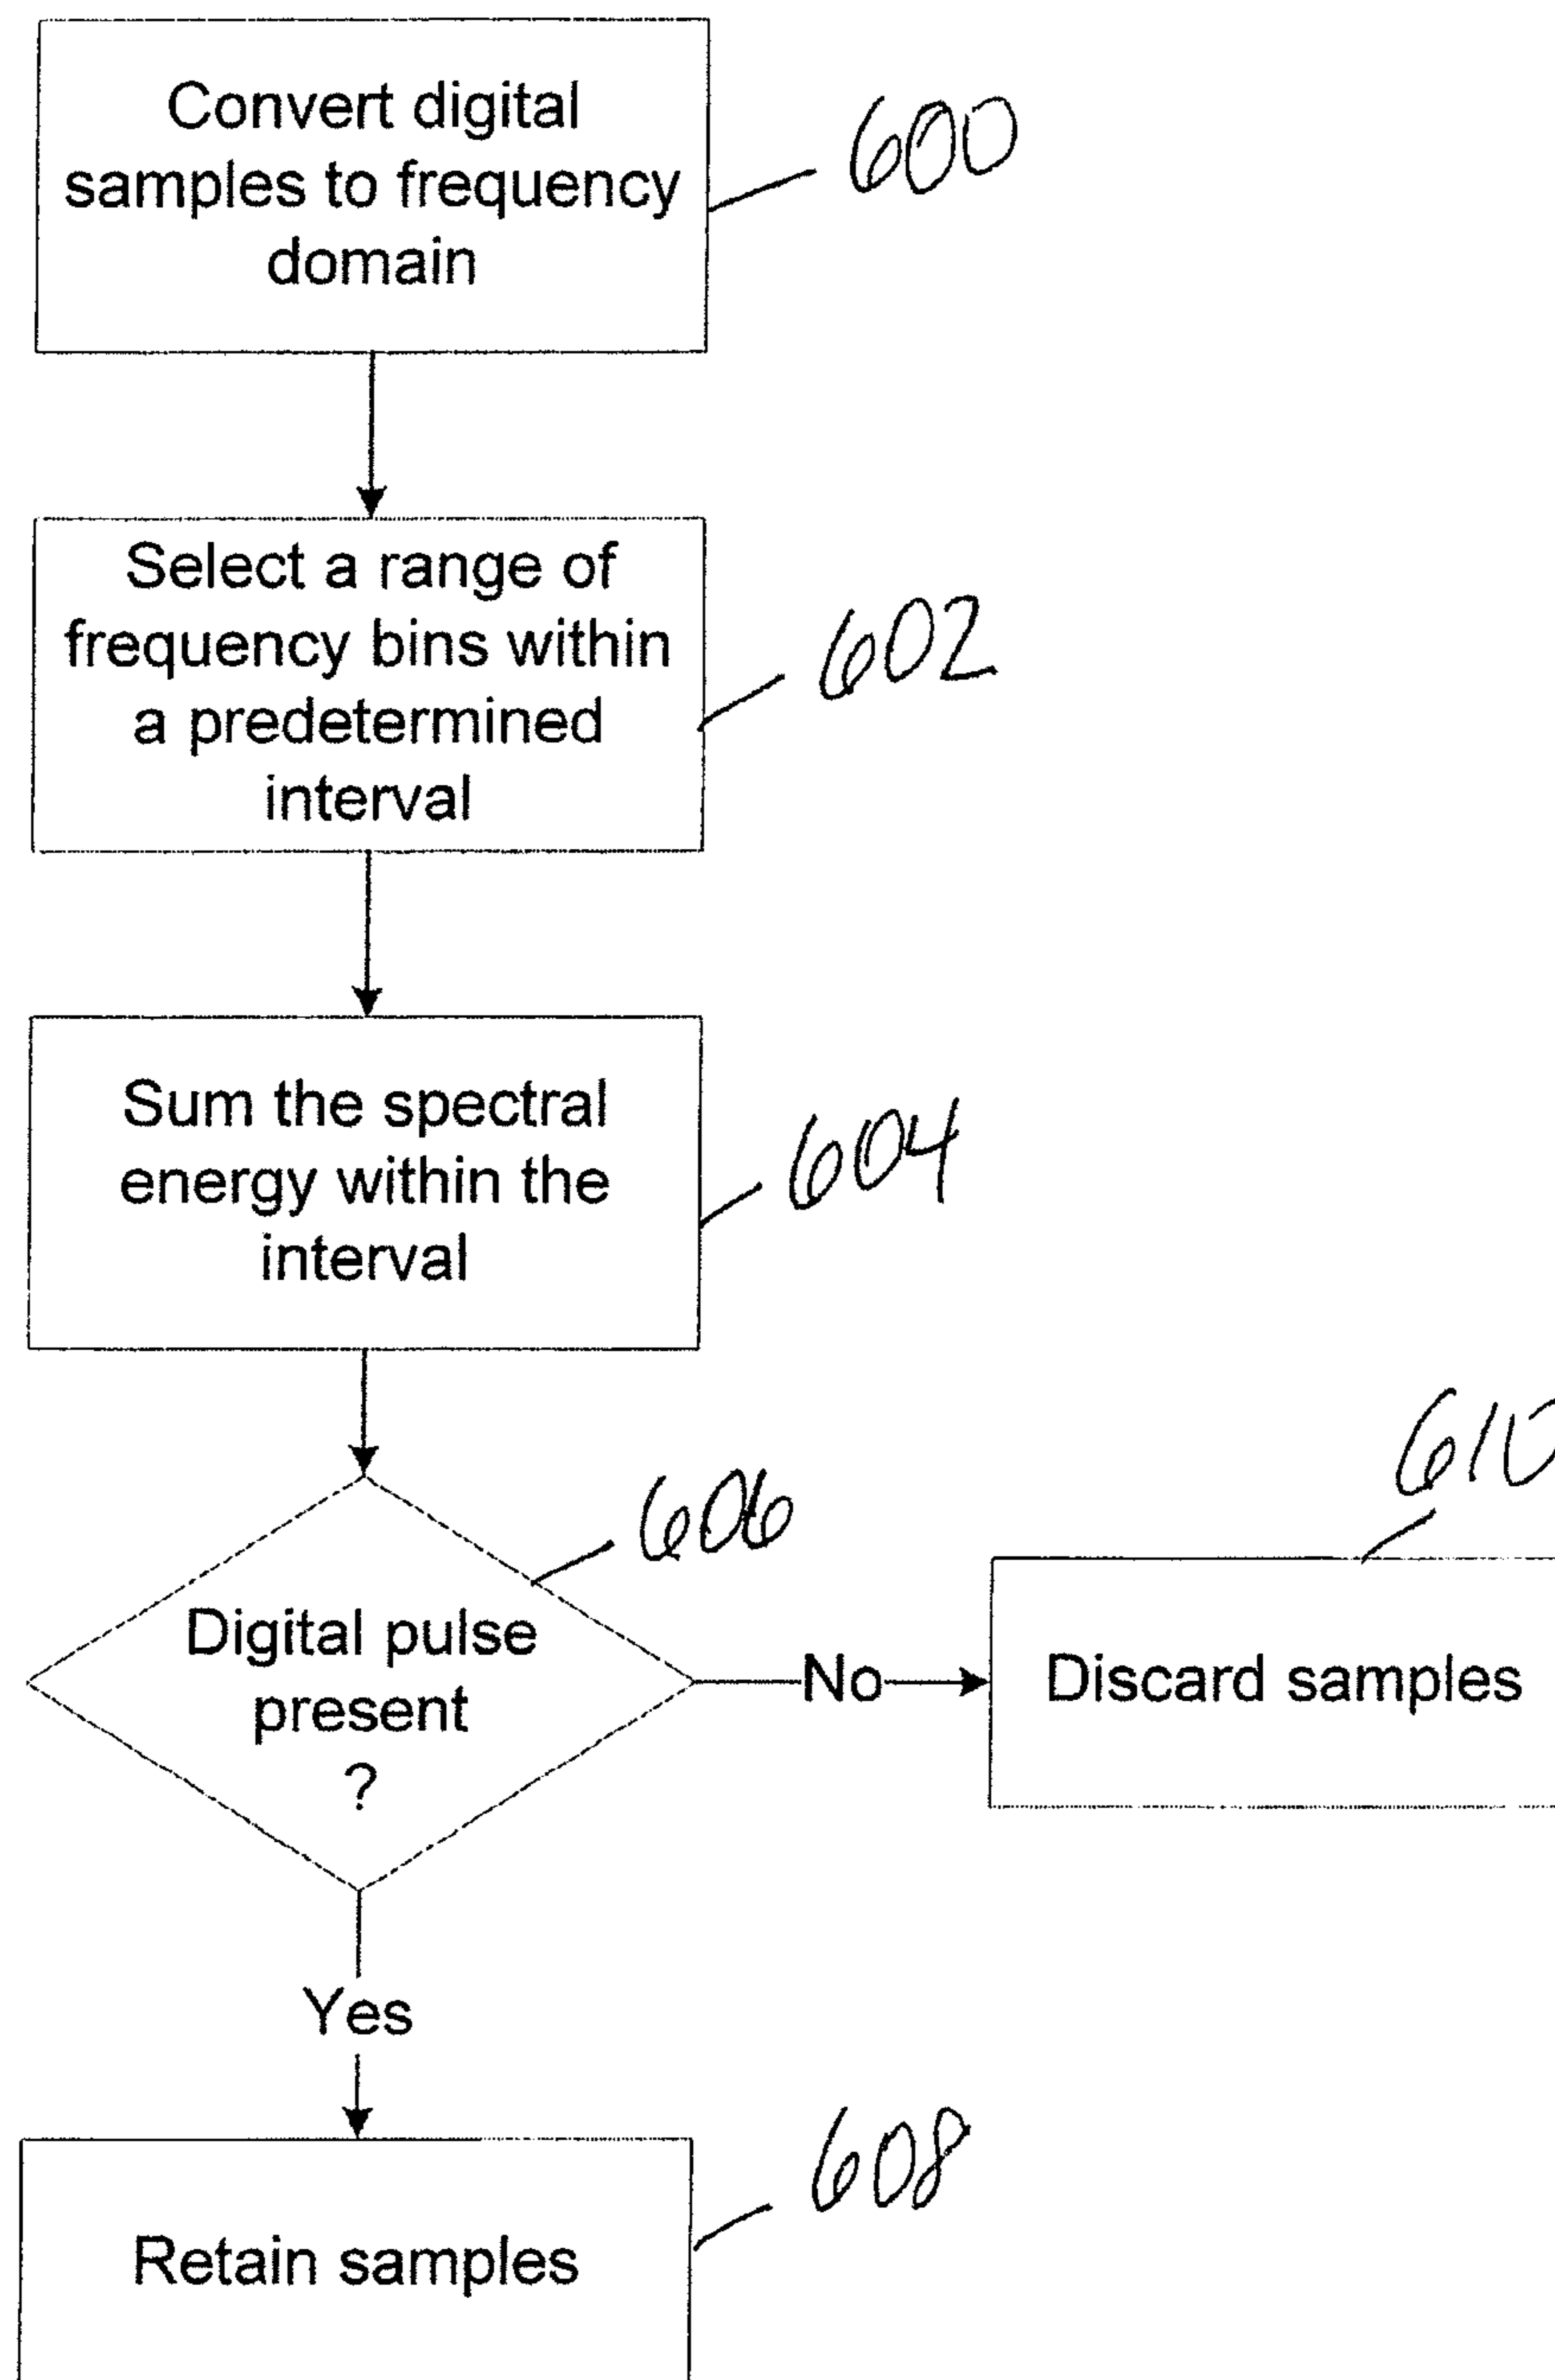 Convert digital
samples to frequency
domain
600
Select a range of
frequency bins within
a predetermined
interval
602
Sum the spectral
energy within the
interval
604
610
606
Digital pulse
present
?
No
Discard samples
Yes
608
Retain samples